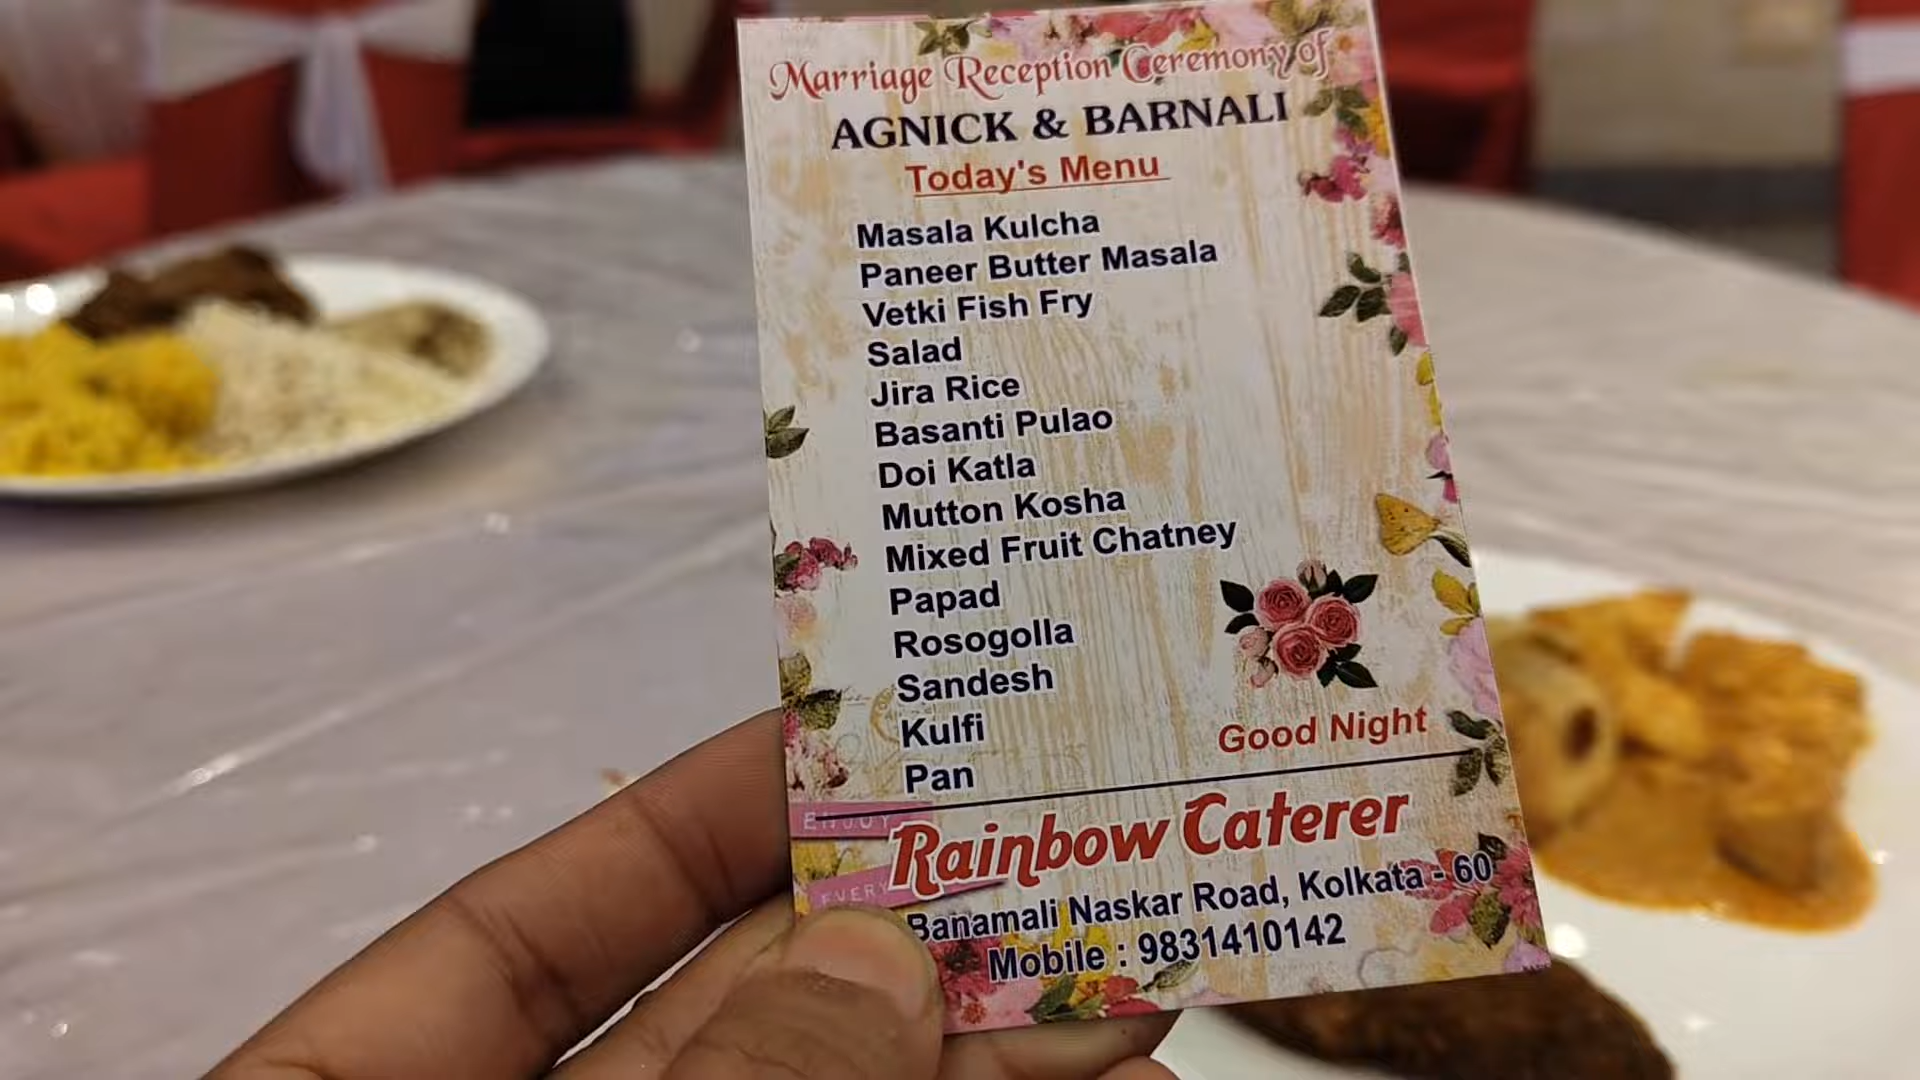 Marriage Reception Ceremony of
AGNICK & BARNALI
Today's Menu
Masala Kulcha
Paneer Butter Masala
Vetki Fish Fry
Salad
Jira Rice
Basanti Pulao
Doi Katla
Mutton Kosha
Mixed Fruit Chatney
Papad
Rosogolla
Sandesh
Kulfi
Pan
Good Night
ENJOY
Rainbow Caterer
EVERY
Banamali Naskar Road, Kolkata - 60
Mobile : 9831410142